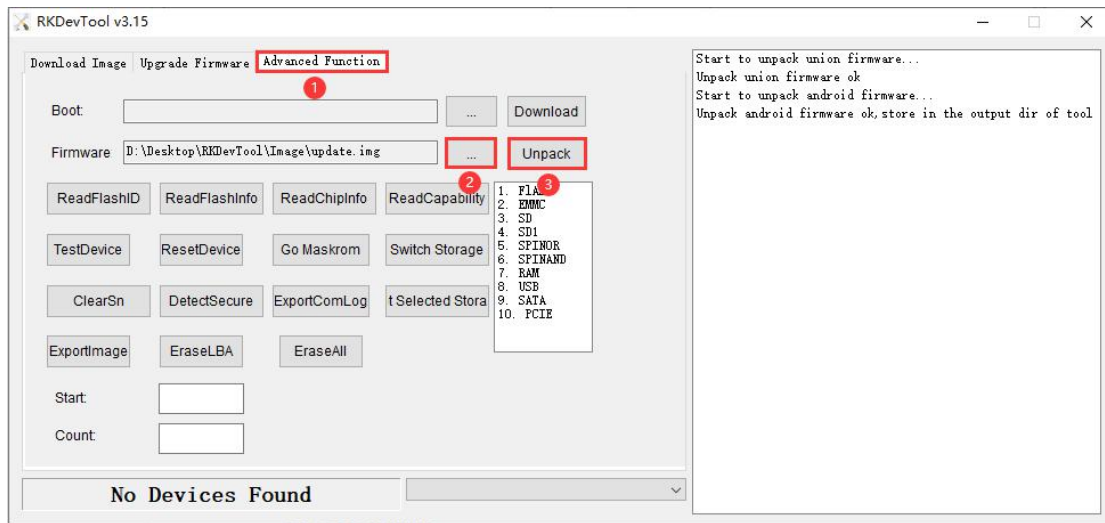 RKDevTool v3.15
Download Image Upgrade Firmware Advanced Function
1
Boot: ... Download
Firmware D:\Desktop\RKDevTool\Image\update.img ... Unpack
2 3
ReadFlashID ReadFlashInfo ReadChipInfo ReadCapability
TestDevice ResetDevice Go Maskrom Switch Storage
ClearSn DetectSecure ExportComLog t Selected Stora
ExportImage EraseLBA EraseAll
1.
2. EMMC
3. SD
4. SD1
5. SPINOR
6. SPINAND
7. RAM
8. USB
9. SATA
10. PCIE
Start:
Count:
No Devices Found
Start to unpack union firmware...
Unpack union firmware ok
Start to unpack android firmware...
Unpack android firmware ok,store in the output dir of tool